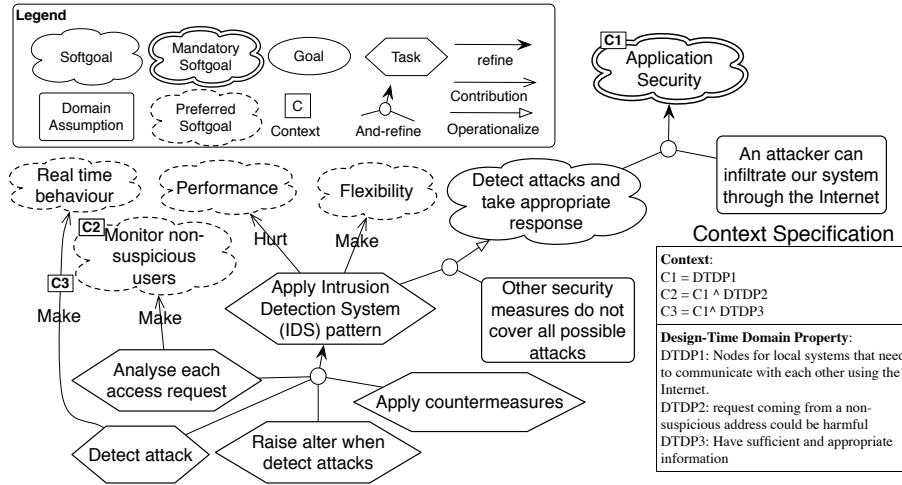 Legend
Softgoal
Mandatory
Softgoal
Goal
Task
refine
Domain
Assumption
Preferred
Softgoal
C
Context
And-refine
Contribution
Operationalize
C1
Application
Security
An attacker can
infiltrate our system
through the Internet
Real time
behaviour
Performance
Flexibility
Detect attacks and
take appropriate
response
C2
Monitor non-
suspicious
users
Hurt
Make
C3
Make
Make
Apply Intrusion
Detection System
(IDS) pattern
Other security
measures do not
cover all possible
attacks
Analyse each
access request
Apply countermeasures
Detect attack
Raise alter when
detect attacks
Context Specification
Context:
C1 = DTDP1
C2 = C1 ^ DTDP2
C3 = C1^ DTDP3
Design-Time Domain Property:
DTDP1: Nodes for local systems that need
to communicate with each other using the
Internet.
DTDP2: request coming from a non-
suspicious address could be harmful
DTDP3: Have sufficient and appropriate
information